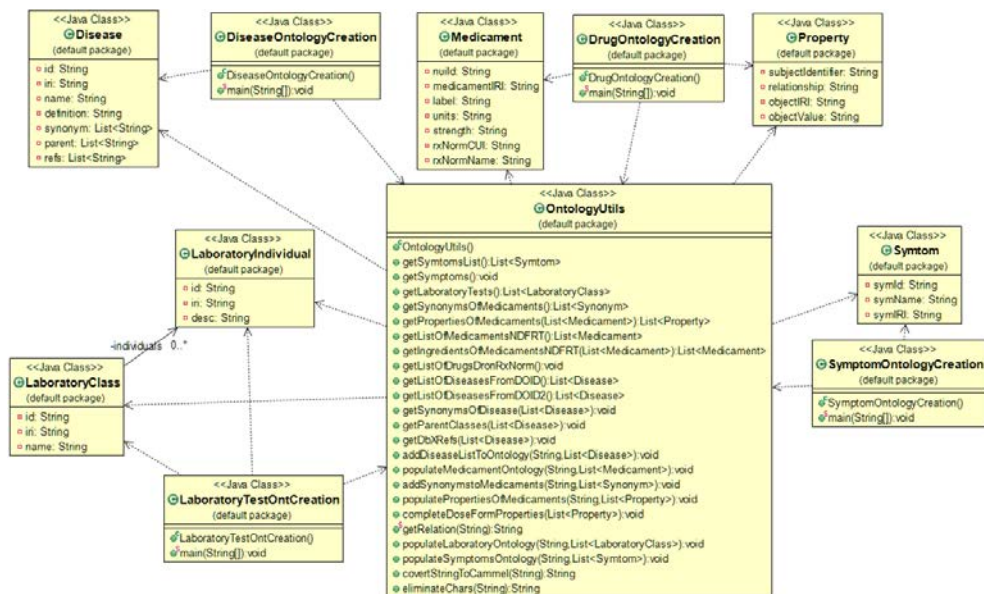 <<Java Class>>
Disease
(default package)
id: String
iri: String
name: String
definition: String
synonym: List<String>
parent: List<String>
refs: List<String>
<<Java Class>>
DiseaseOntologyCreation
(default package)
DiseaseOntologyCreation()
main(String[]):void
<<Java Class>>
Medicament
(default package)
nuiId: String
medicamentIRI: String
label: String
units: String
strength: String
rxNormCUI: String
rxNormName: String
<<Java Class>>
DrugOntologyCreation
(default package)
DrugOntologyCreation()
main(String[]):void
<<Java Class>>
Property
(default package)
subjectIdentifier: String
relationship: String
objectIRI: String
objectValue: String
<<Java Class>>
LaboratoryIndividual
(default package)
id: String
iri: String
desc: String
-individuals 0..*
<<Java Class>>
LaboratoryClass
(default package)
id: String
iri: String
name: String
<<Java Class>>
LaboratoryTestOntCreation
(default package)
LaboratoryTestOntCreation()
main(String[]):void
<<Java Class>>
OntologyUtils
(default package)
OntologyUtils()
getSymtomsList():List<Symtom>
getSymptoms():void
getLaboratoryTests():List<LaboratoryClass>
getSynonymsOfMedicaments():List<Synonym>
getPropertiesOfMedicaments(List<Medicament>):List<Property>
getListOfMedicamentsNDFRT():List<Medicament>
getIngredientsOfMedicamentsNDFRT(List<Medicament>):List<Medicament>
getListOfDrugsDronRxNorm():void
getListOfDiseasesFromDOID():List<Disease>
getListOfDiseasesFromDOID2():List<Disease>
getSynonymsOfDisease(List<Disease>):void
getParentClasses(List<Disease>):void
getDbXRefs(List<Disease>):void
addDiseaseListToOntology(String,List<Disease>):void
populateMedicamentOntology(String,List<Medicament>):void
addSynonymstoMedicaments(String,List<Synonym>):void
populatePropertiesOfMedicaments(String,List<Property>):void
completeDoseFormProperties(List<Property>):void
getRelation(String):String
populateLaboratoryOntology(String,List<LaboratoryClass>):void
populateSymptomsOntology(String,List<Symtom>):void
covertStringToCammel(String):String
eliminateChars(String):String
<<Java Class>>
Symtom
(default package)
symId: String
symName: String
symIRI: String
<<Java Class>>
SymptomOntologyCreation
(default package)
SymptomOntologyCreation()
main(String[]):void